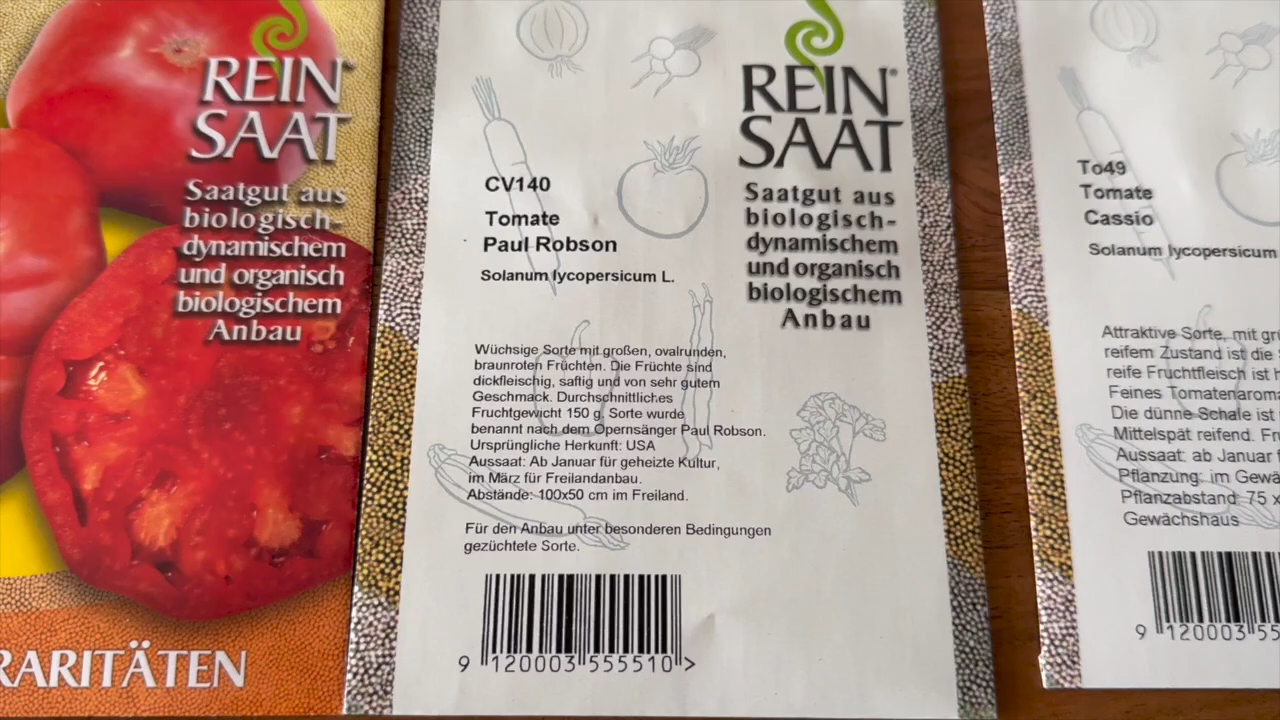 REIN
SAAT
Saatgut aus
biologisch-
dynamischem
und organisch
biologischem
Anbau
RARITÄTEN
REIN
SAAT
Saatgut aus
biologisch-
dynamischem
und organisch
biologischem
Anbau
CV140
Tomate
Paul Robson
Solanum lycopersicum L.
Wüchsige Sorte mit großen, ovalrunden,
braunroten Früchten. Die Früchte sind
dickfleischig, saftig und von sehr gutem
Geschmack. Durchschnittliches
Fruchtgewicht 150 g. Sorte wurde
benannt nach dem Opernsänger Paul Robson.
Ursprüngliche Herkunft: USA
Aussaat: Ab Januar für geheizte Kultur,
im März für Freilandanbau.
Abstände: 100x50 cm im Freiland.
Für den Anbau unter besonderen Bedingungen
gezüchtete Sorte.
9 120003 555510 >
To49
Tomate
Cassio
Solanum lycopersicum
Attraktive Sorte, mit
reifem Zustand ist die
reife Fruchtfleisch ist
Feines Tomatenaroma
Die dünne Schale ist
Mittelspät reifend.
Aussaat: ab Januar
Pflanzung: im
Pflanzabstand: 75 x
Gewächshaus
9 120003 55